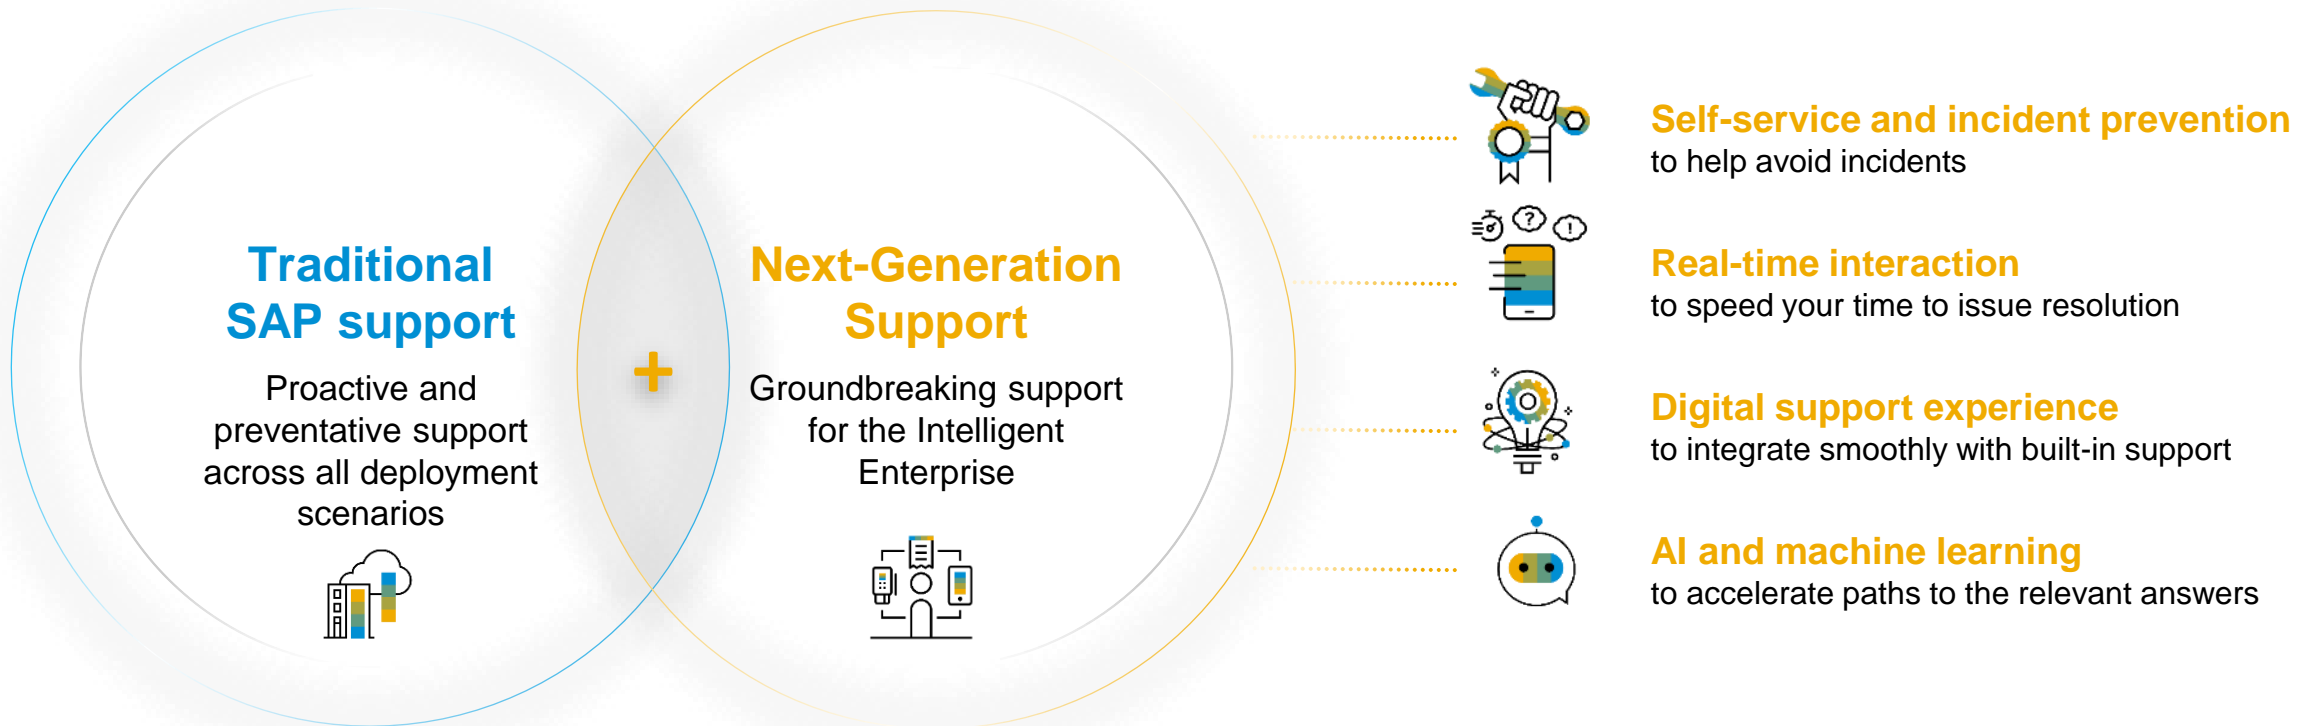 Traditional
SAP support
Proactive and
preventative support
across all deployment
scenarios
+
Next-Generation
Support
Groundbreaking support
for the Intelligent
Enterprise
Self-service and incident prevention
to help avoid incidents
? !
Real-time interaction
to speed your time to issue resolution
Digital support experience
to integrate smoothly with built-in support
AI and machine learning
to accelerate paths to the relevant answers